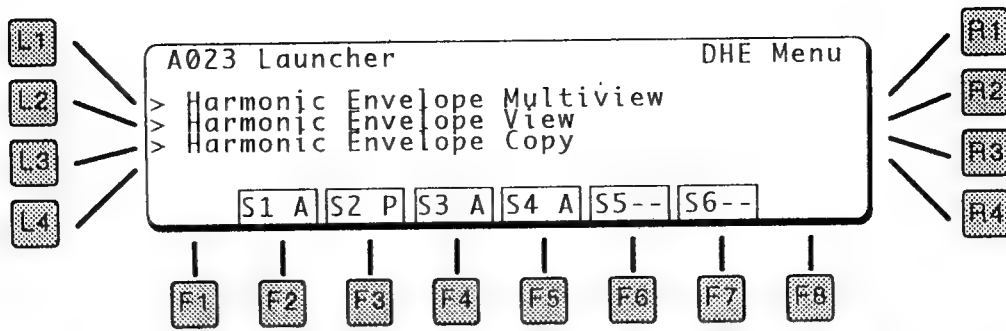 L1
L2
L3
L4
A023 Launcher DHE Menu
> Harmonic Envelope Multiview
> Harmonic Envelope View
> Harmonic Envelope Copy
S1 A S2 P S3 A S4 A S5-- S6--
R1
R2
R3
R4
F1 F2 F3 F4 F5 F6 F7 F8